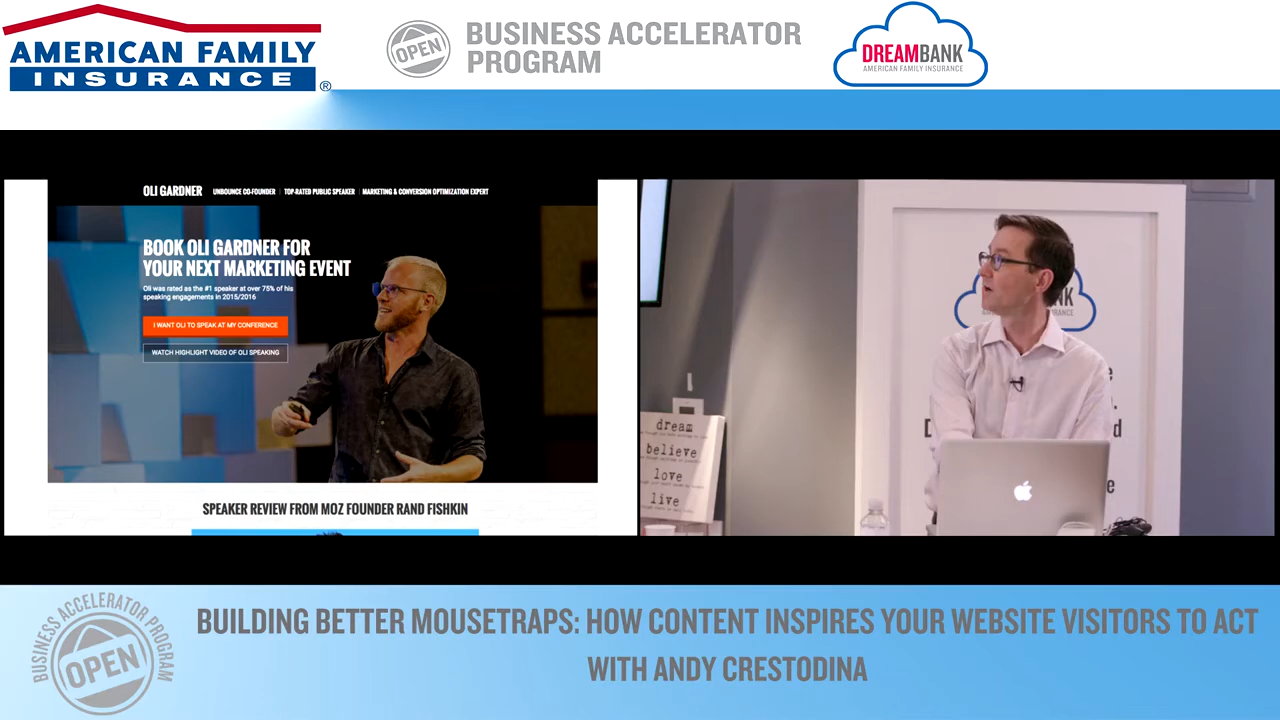 AMERICAN FAMILY
INSURANCE ®
OPEN
BUSINESS ACCELERATOR
PROGRAM
DREAMBANK
AMERICAN FAMILY INSURANCE
OLI GARDNER UNBOUNCE CO-FOUNDER | TOP-RATED PUBLIC SPEAKER | MARKETING & CONVERSION OPTIMIZATION EXPERT
BOOK OLI GARDNER FOR
YOUR NEXT MARKETING EVENT
Oli was rated as the #1 speaker at over 75% of his
speaking engagements in 2015/2016
I WANT OLI TO SPEAK AT MY CONFERENCE
WATCH HIGHLIGHT VIDEO OF OLI SPEAKING
SPEAKER REVIEW FROM MOZ FOUNDER RAND FISHKIN
dream
believe
love
live
BUSINESS ACCELERATOR PROGRAM
OPEN
BUILDING BETTER MOUSETRAPS: HOW CONTENT INSPIRES YOUR WEBSITE VISITORS TO ACT
WITH ANDY CRESTODINA